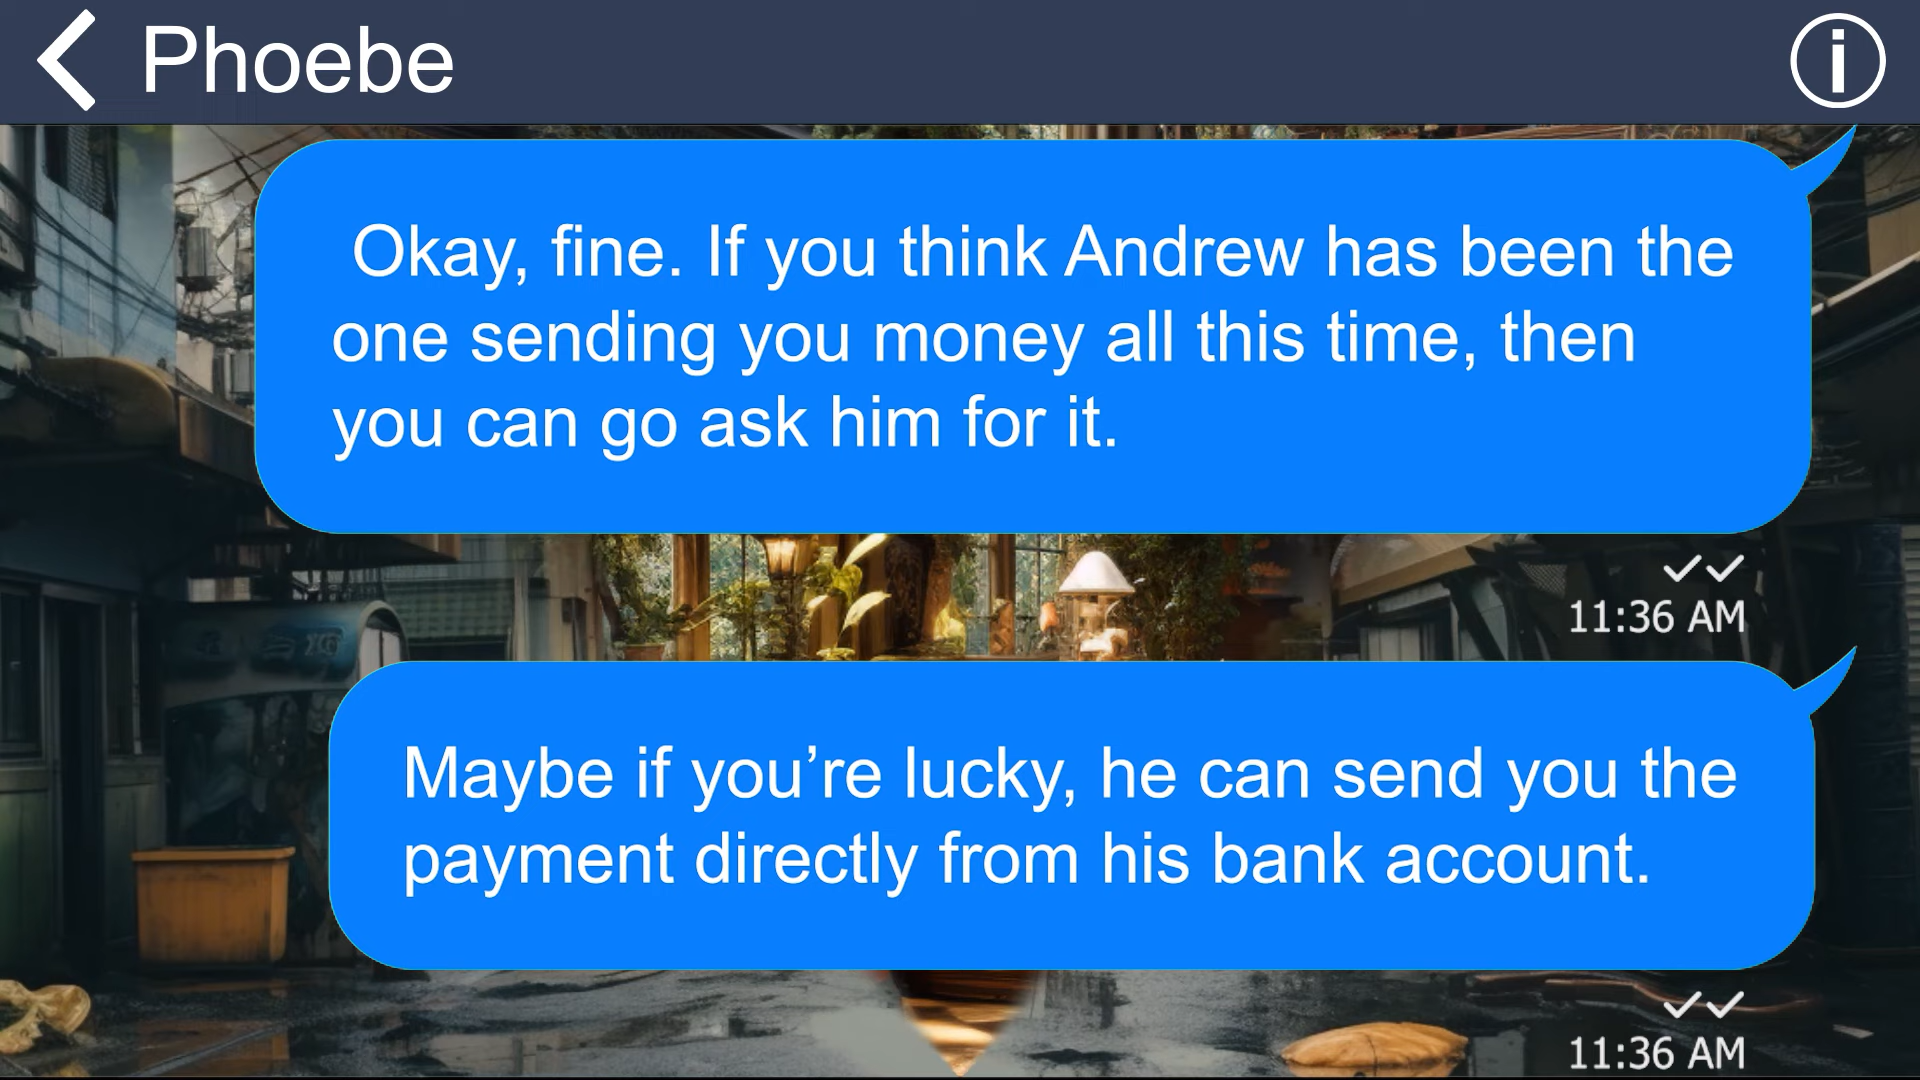 Phoebe
Okay, fine. If you think Andrew has been the
one sending you money all this time, then
you can go ask him for it.
11:36 AM
Maybe if you’re lucky, he can send you the
payment directly from his bank account.
11:36 AM